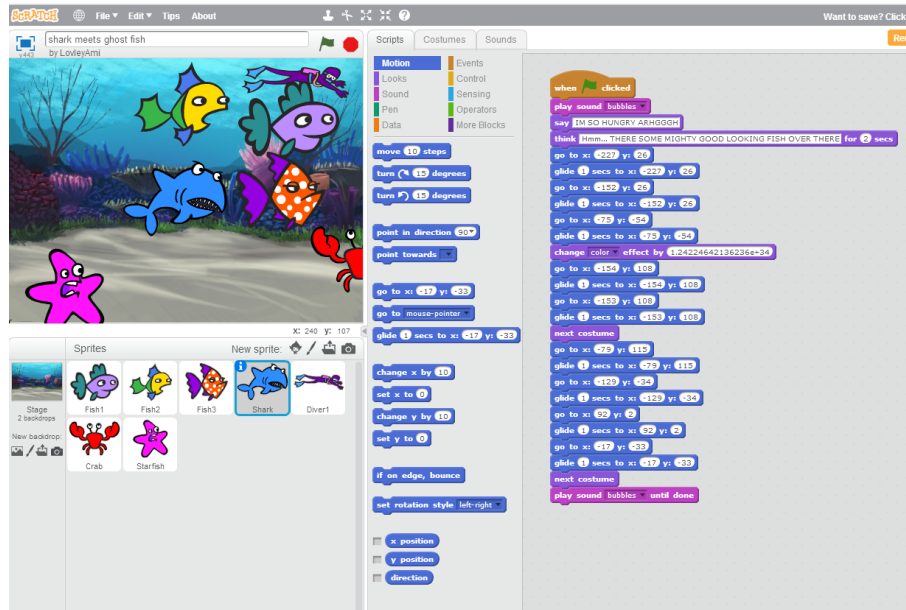 SCRATCH File Edit Tips About Want to save? Click
shark meets ghost fish
by LovleyAmi
v443
Scripts Costumes Sounds
Motion Events
Looks Control
Sound Sensing
Pen Operators
Data More Blocks
move 10 steps
turn 15 degrees
turn 15 degrees
point in direction 90
point towards
go to x: -17 y: -33
go to mouse-pointer
glide 1 secs to x: -17 y: -33
change x by 10
set x to 0
change y by 10
set y to 0
if on edge, bounce
set rotation style left-right
x position
y position
direction
when clicked
play sound bubbles
say IM SO HUNGRY ARHGGGH
think Hmm... THERE SOME MIGHTY GOOD LOOKING FISH OVER THERE for 2 secs
go to x: -227 y: 26
glide 1 secs to x: -227 y: 26
go to x: -152 y: 26
glide 1 secs to x: -152 y: 26
go to x: -75 y: -54
glide 1 secs to x: -75 y: -54
change color effect by 1.24224642136236e+34
go to x: -154 y: 108
glide 1 secs to x: -154 y: 108
go to x: -153 y: 108
glide 1 secs to x: -153 y: 108
next costume
go to x: -79 y: 115
glide 1 secs to x: -79 y: 115
go to x: -129 y: -34
glide 1 secs to x: -129 y: -34
go to x: 92 y: 2
glide 1 secs to x: 92 y: 2
go to x: -17 y: -33
glide 1 secs to x: -17 y: -33
next costume
play sound bubbles until done
X: 240 y: 107
Sprites New sprite:
Stage
2 backdrops
New backdrop:
Fish1 Fish2 Fish3 Shark Diver1
Crab Starfish